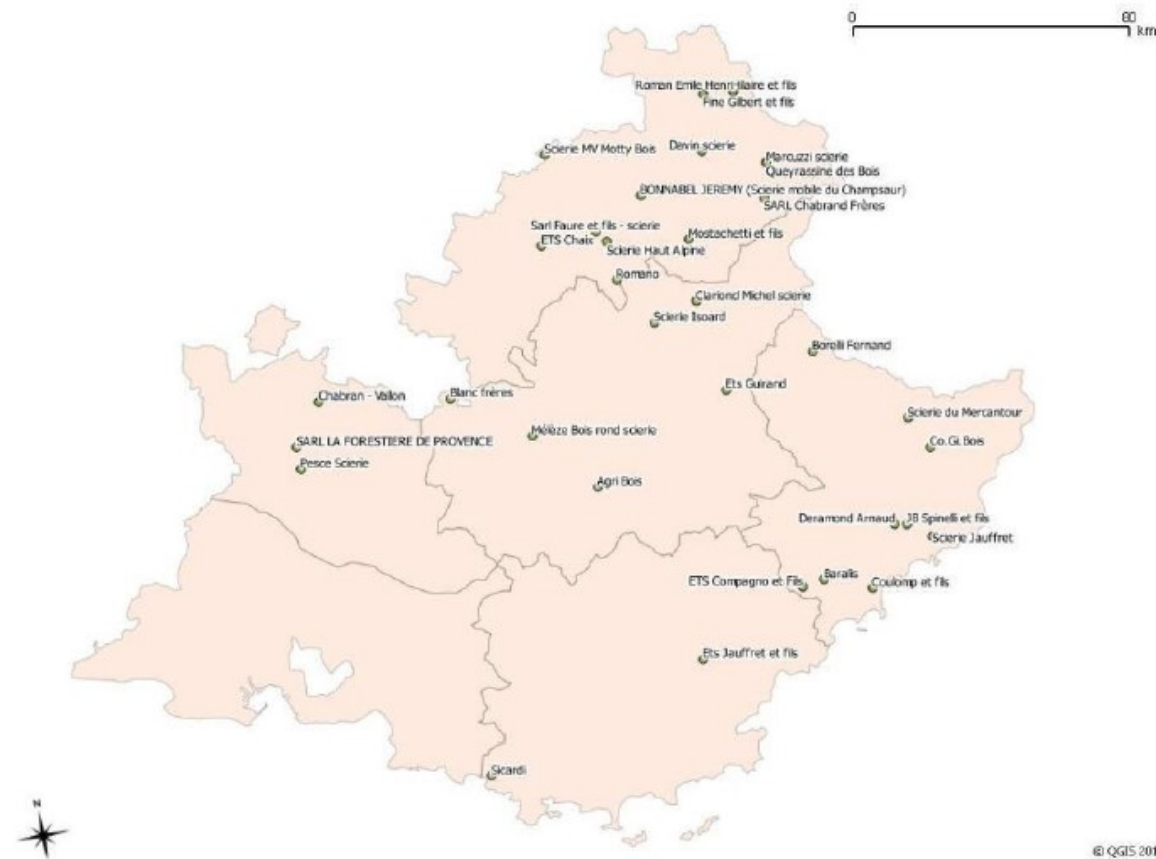 0 80
km
Roman Emile Henri Hilaire et fils
Fine Gilbert et fils
Scierie MV Motty Bois
Devin scierie
Marcuzzi scierie
Queyrassine des Bois
BONNABEL JEREMY (Scierie mobile du Champsaur)
SARL Chabrand Frères
Sarl Faure et fils - scierie
ETS Chaix
Scierie Haut Alpine
Mostachetti et fils
Romano
Clariond Michel scierie
Scierie Isoard
Borelli Fernand
Ets Guirand
Blanc frères
Chabran - Vallon
Scierie du Mercantour
Mélèze Bois rond scierie
SARL LA FORESTIERE DE PROVENCE
Co.Gi.Bois
Pesce Scierie
Agri Bois
Deramond Arnaud
JB Spinelli et fils
Scierie Jauffret
ETS Compagno et Fils
Baralis
Coulomp et fils
Ets Jauffret et fils
Sicardi
N
© QGIS 201